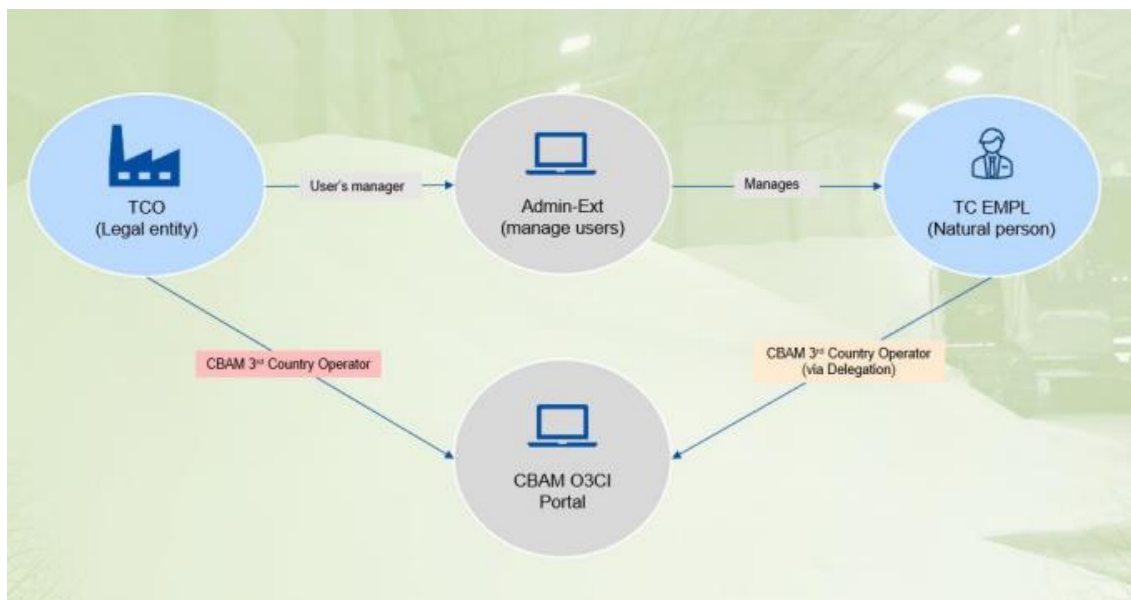 User's manager
Manages
TCO
(Legal entity)
Admin-Ext
(manage users)
TC EMPL
(Natural person)
CBAM 3rd Country Operator
CBAM 3rd Country Operator
(via Delegation)
CBAM O3CI
Portal